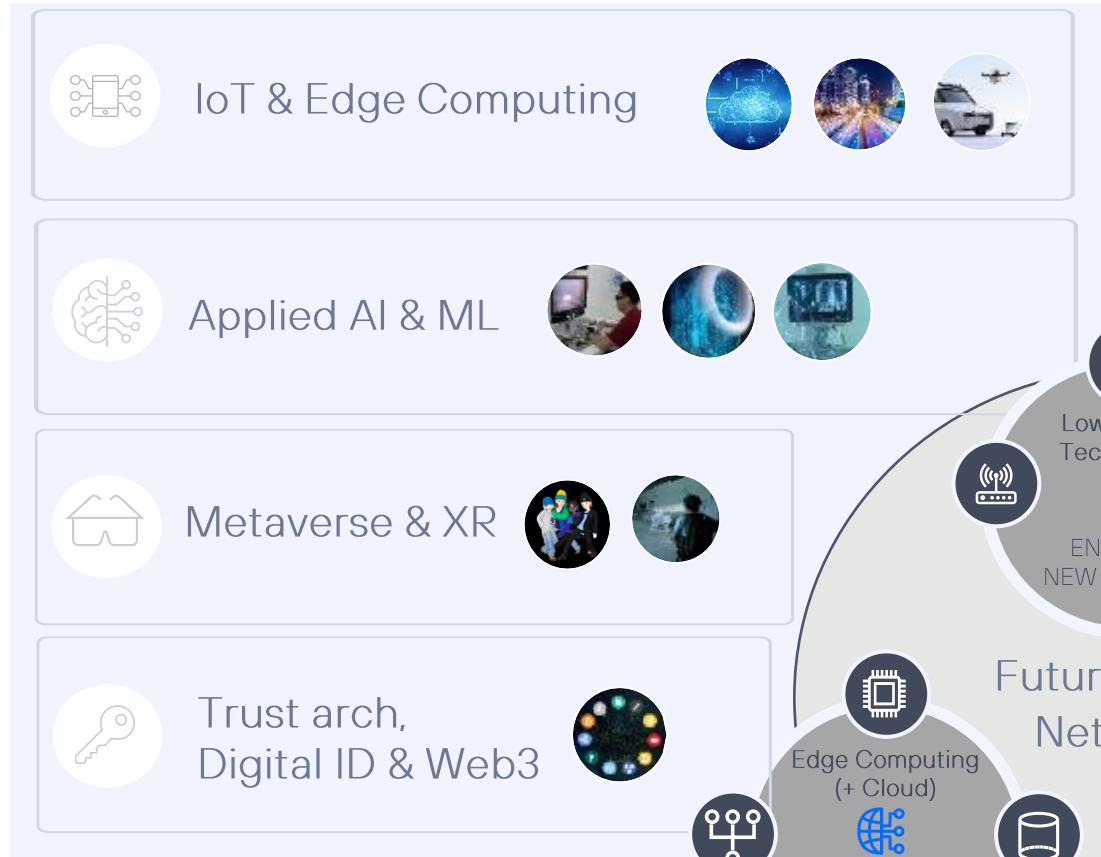 IoT & Edge Computing
Applied AI & ML
Metaverse & XR
Trust arch,
Digital ID & Web3
Low
Tec
EN
NEW
Futur
Net
Edge Computing
(+ Cloud)